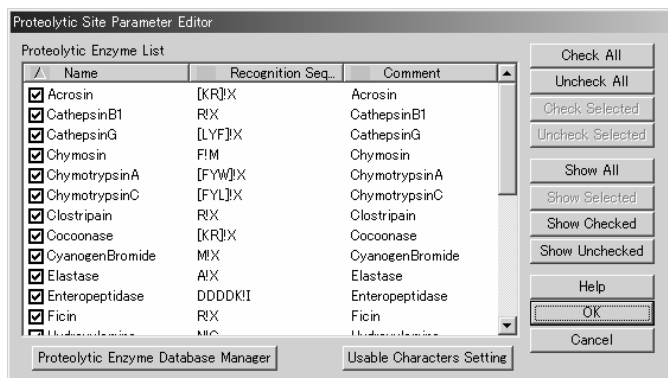 Proteolytic Site Parameter Editor
Proteolytic Enzyme List
Name Recognition Seq... Comment
Acrosin [KR]!X Acrosin
CathepsinB1 R!X CathepsinB1
CathepsinG [LYF]!X CathepsinG
Chymosin F!M Chymosin
ChymotrypsinA [FYW]!X ChymotrypsinA
ChymotrypsinC [FYL]!X ChymotrypsinC
Clostripain R!X Clostripain
Cocoonase [KR]!X Cocoonase
CyanogenBromide M!X CyanogenBromide
Elastase A!X Elastase
Enteropeptidase DDDDK!I Enteropeptidase
Ficin R!X Ficin
Proteolytic Enzyme Database Manager
Usable Characters Setting
Check All
Uncheck All
Check Selected
Uncheck Selected
Show All
Show Selected
Show Checked
Show Unchecked
Help
OK
Cancel